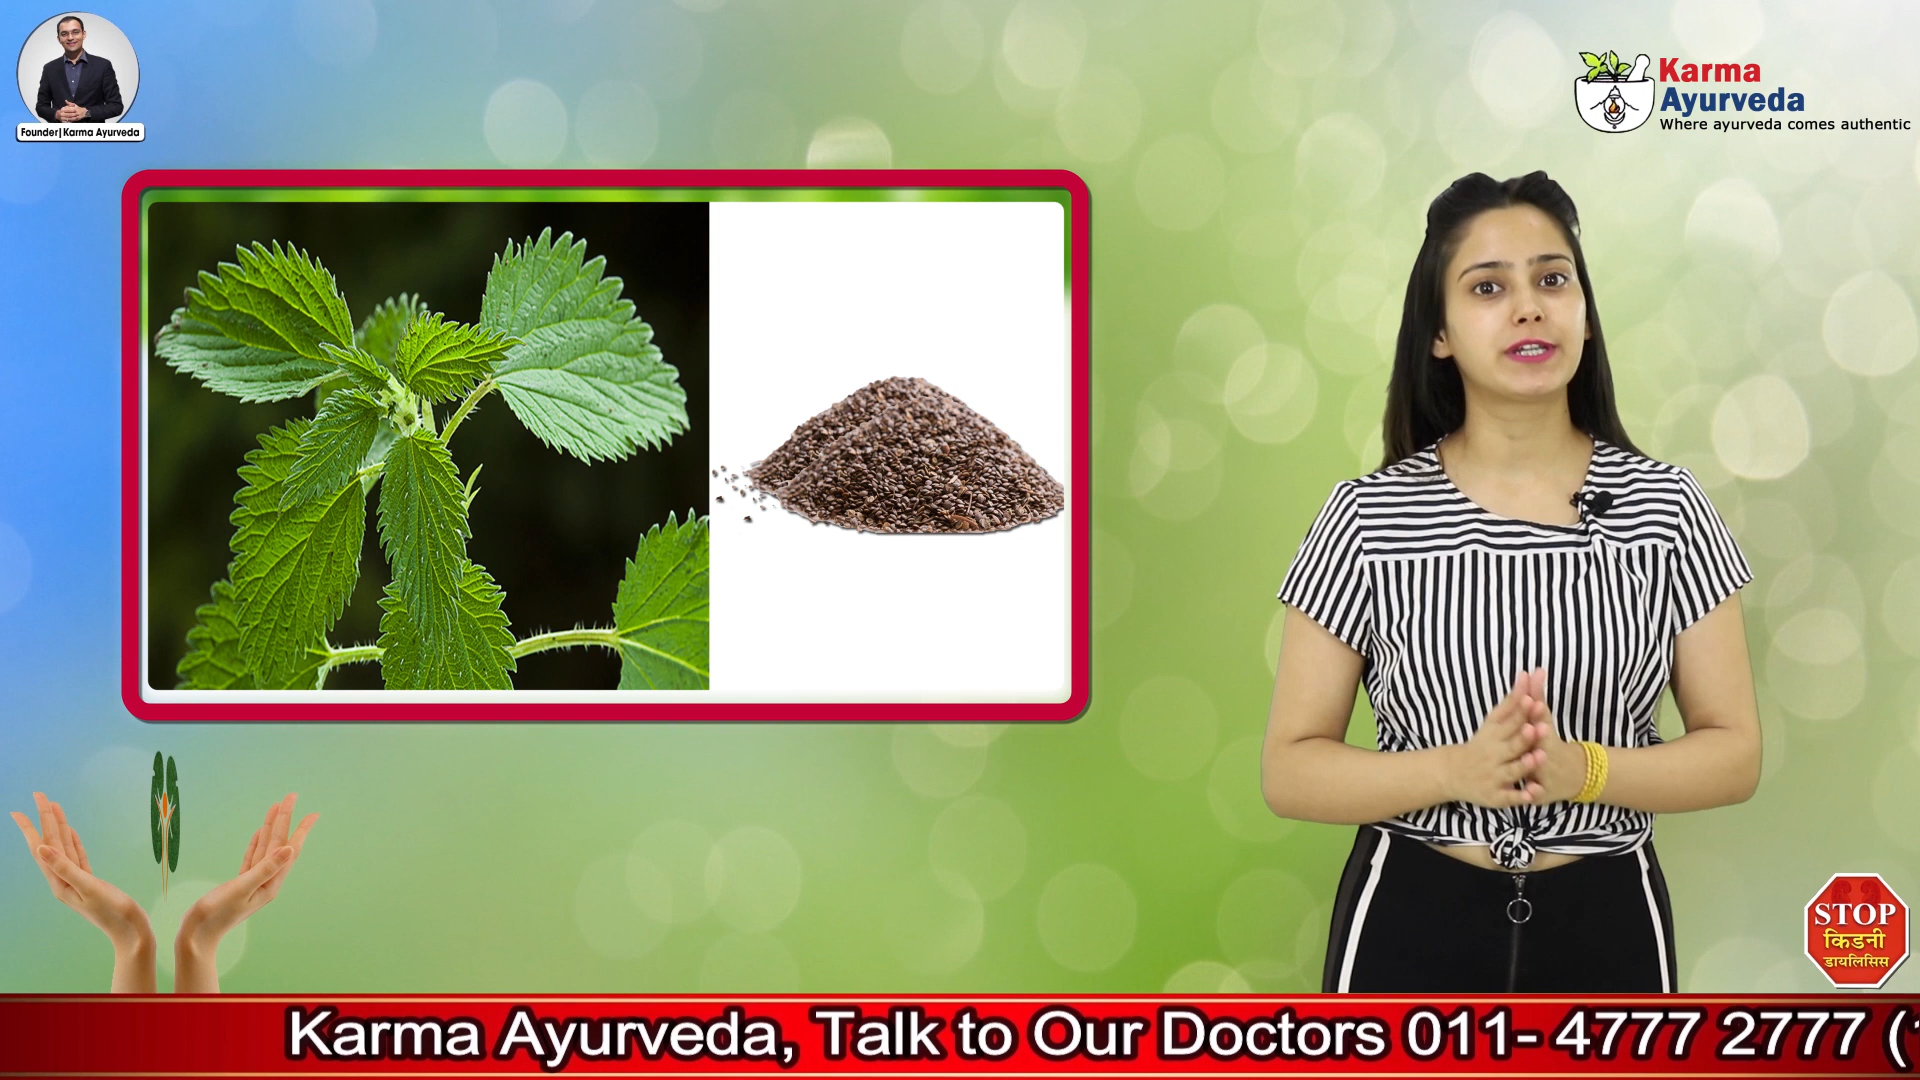 Founder|Karma Ayurveda
Karma
Ayurveda
Where ayurveda comes authentic
STOP
किडनी
डायलिसिस
Karma Ayurveda, Talk to Our Doctors 011- 4777 2777 (